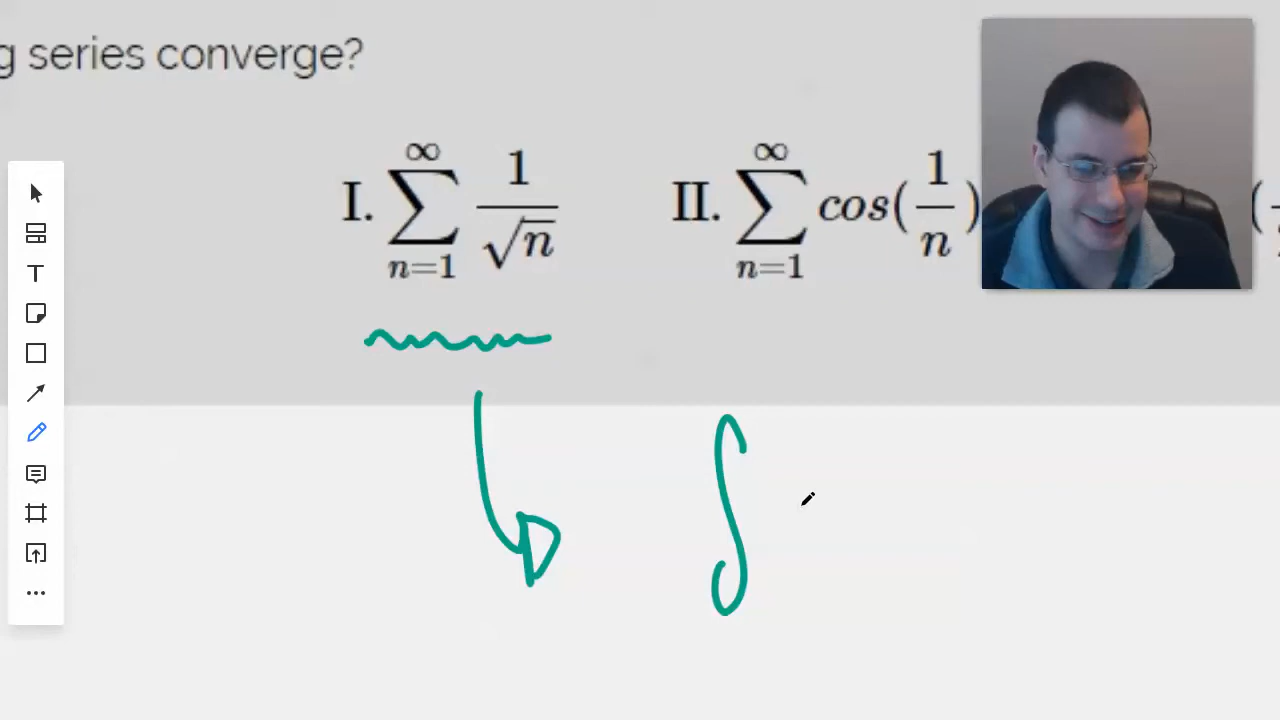 g series converge?
I. ∑_{n=1}^{∞} 1/√n II. ∑_{n=1}^{∞} cos(1/n) (
∫
T